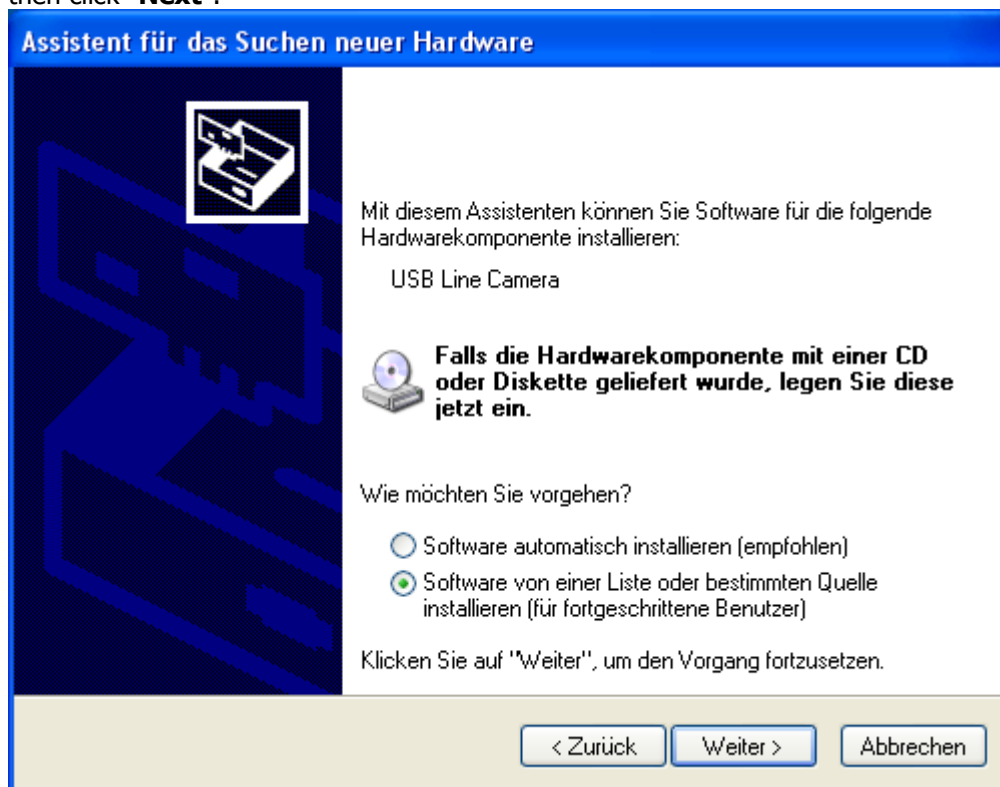 then click "Next".
Assistent für das Suchen neuer Hardware
Mit diesem Assistenten können Sie Software für die folgende
Hardwarekomponente installieren:
USB Line Camera
Falls die Hardwarekomponente mit einer CD
oder Diskette geliefert wurde, legen Sie diese
jetzt ein.
Wie möchten Sie vorgehen?
Software automatisch installieren (empfohlen)
Software von einer Liste oder bestimmten Quelle
installieren (für fortgeschrittene Benutzer)
Klicken Sie auf "Weiter", um den Vorgang fortzusetzen.
< Zurück Weiter > Abbrechen